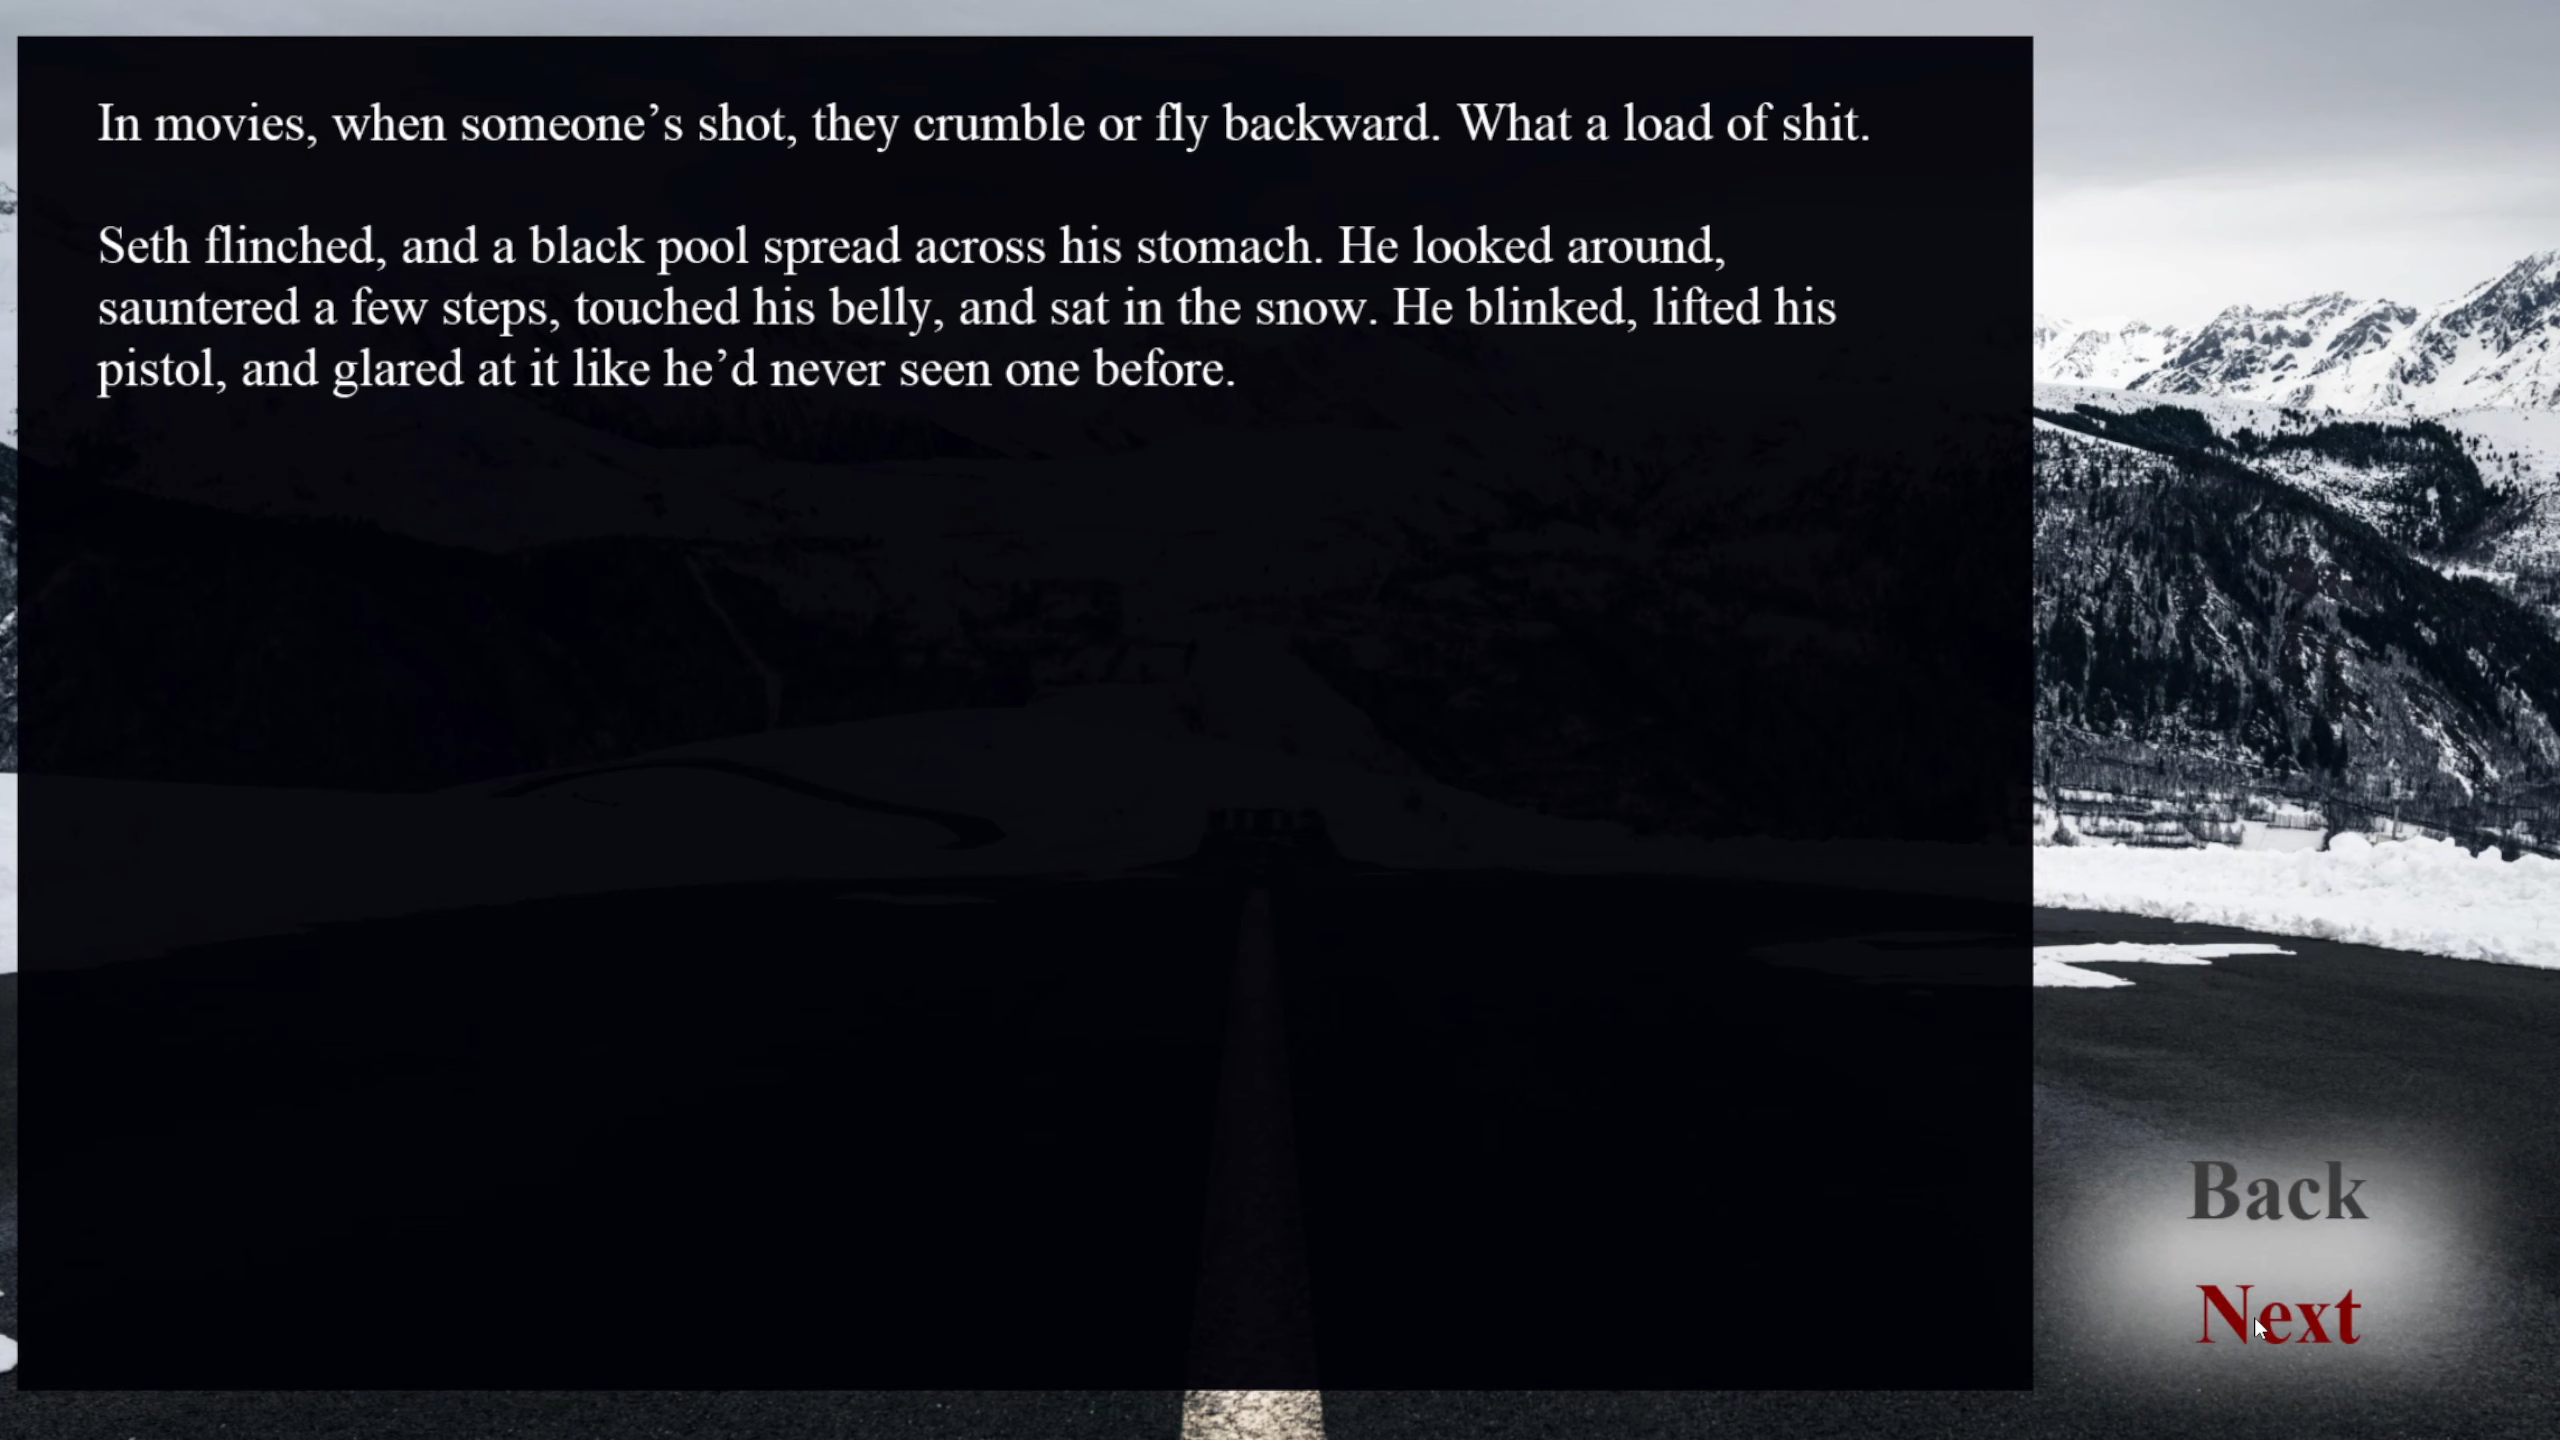 In movies, when someone’s shot, they crumble or fly backward. What a load of shit.
Seth flinched, and a black pool spread across his stomach. He looked around,
sauntered a few steps, touched his belly, and sat in the snow. He blinked, lifted his
pistol, and glared at it like he’d never seen one before.
Back
Next